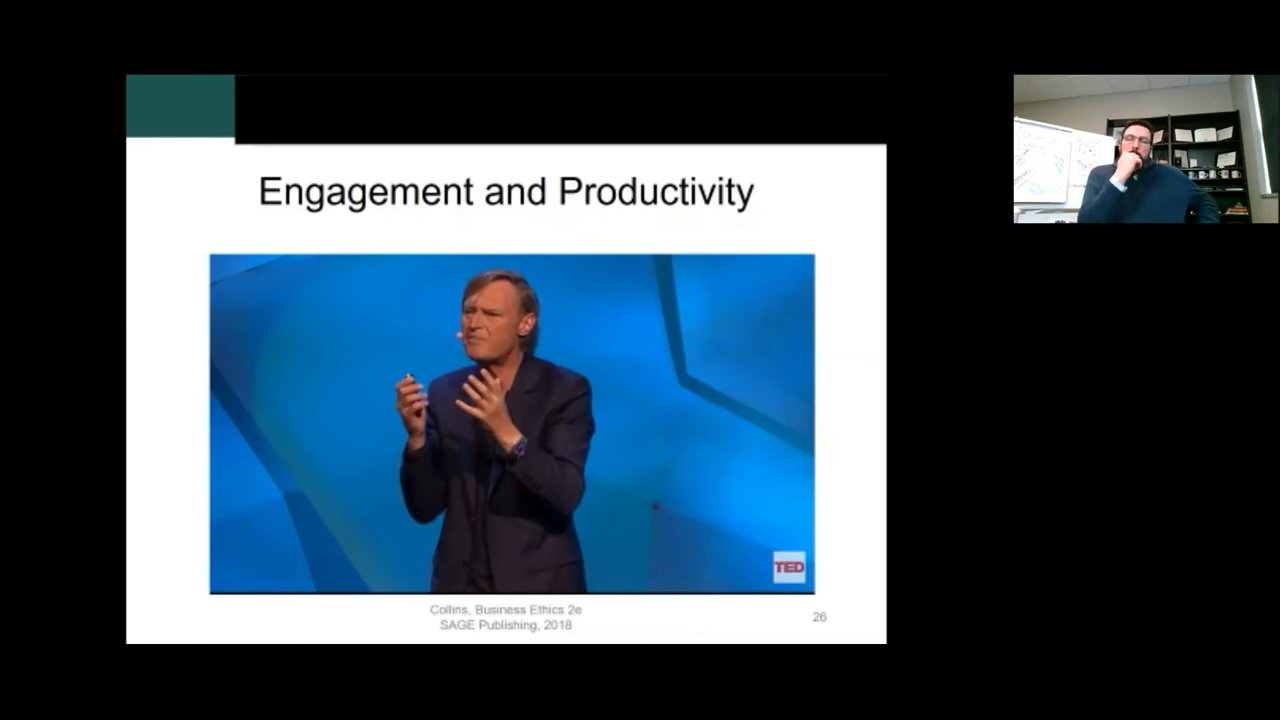 Engagement and Productivity
TED
Collins, Business Ethics 2e
SAGE Publishing, 2018
26